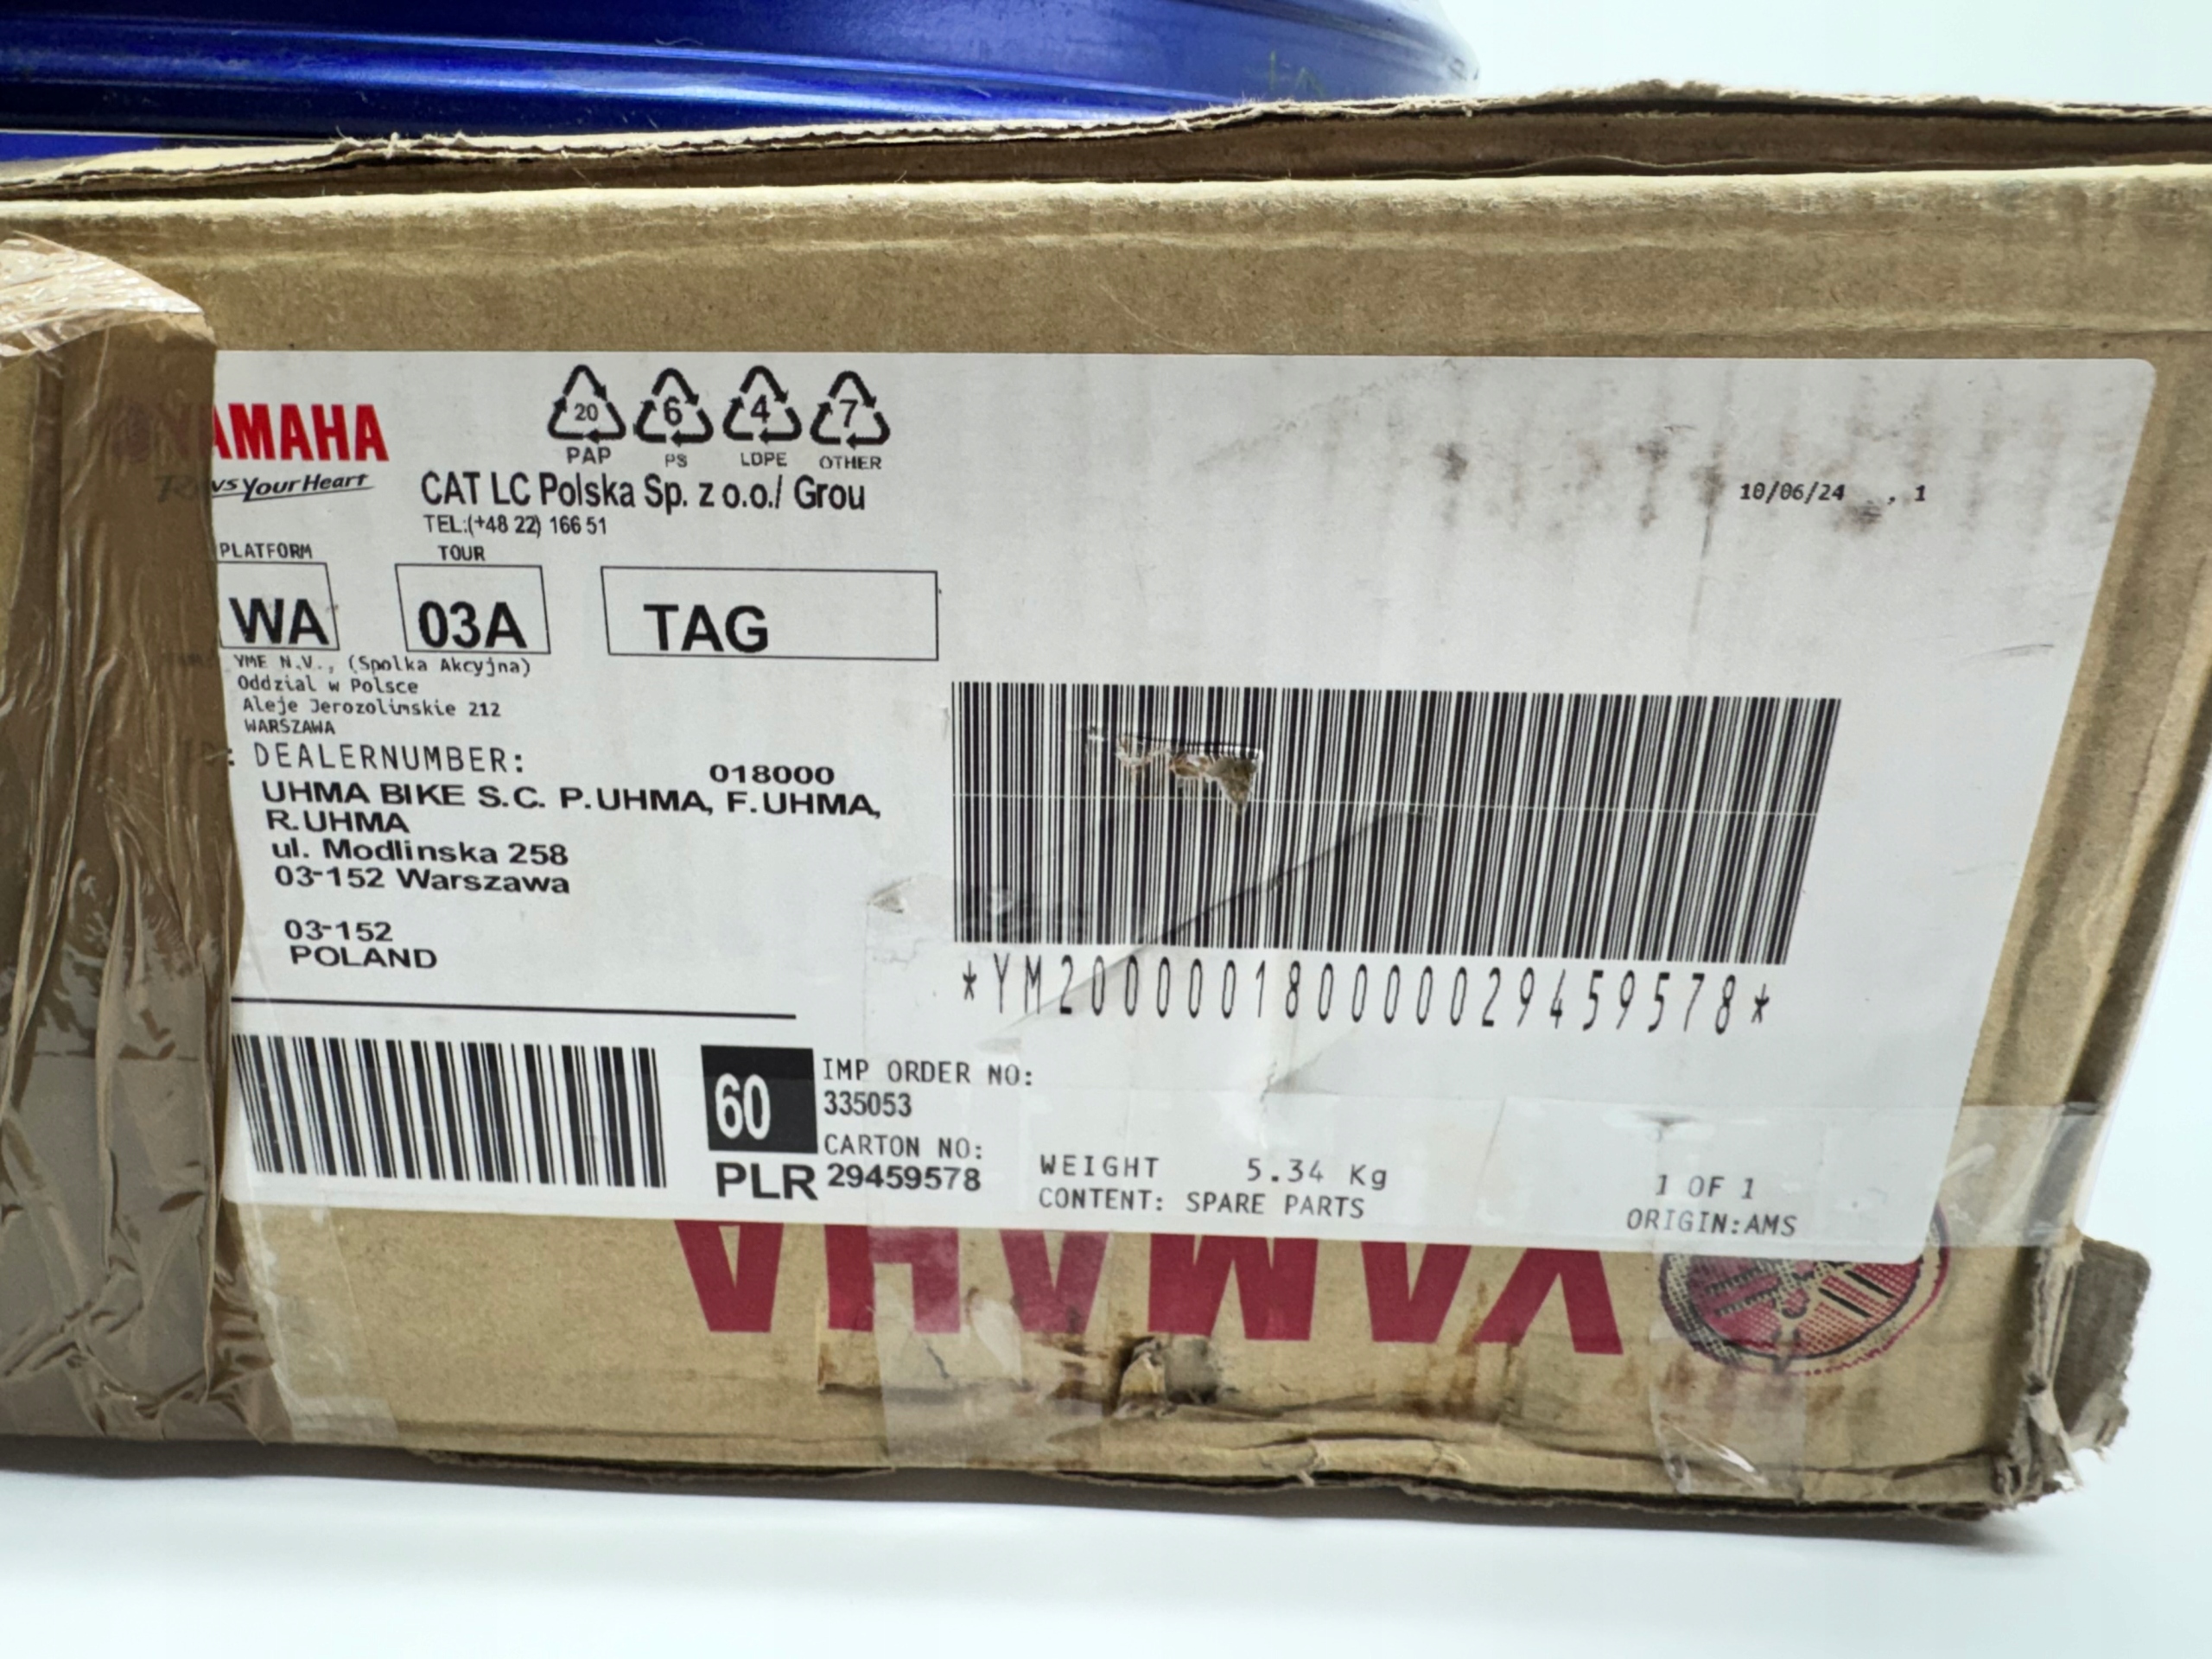 YAMAHA
Revs Your Heart
20
PAP
6
PS
4
LDPE
7
OTHER
CAT LC Polska Sp. z o.o./ Grou
TEL:(+48 22) 166 51
10/06/24 , 1
PLATFORM
TOUR
WA
03A
TAG
YME N.V., (Spolka Akcyjna)
Oddzial w Polsce
Aleje Jerozolimskie 212
WARSZAWA
: DEALERNUMBER:
018000
UHMA BIKE S.C. P.UHMA, F.UHMA,
R.UHMA
ul. Modlinska 258
03-152 Warszawa
03-152
POLAND
*YM20000018000002945957​8*
60
PLR
IMP ORDER NO:
335053
CARTON NO:
29459578
WEIGHT 5.34 Kg
CONTENT: SPARE PARTS
1 OF 1
ORIGIN:AMS
YAMAHA